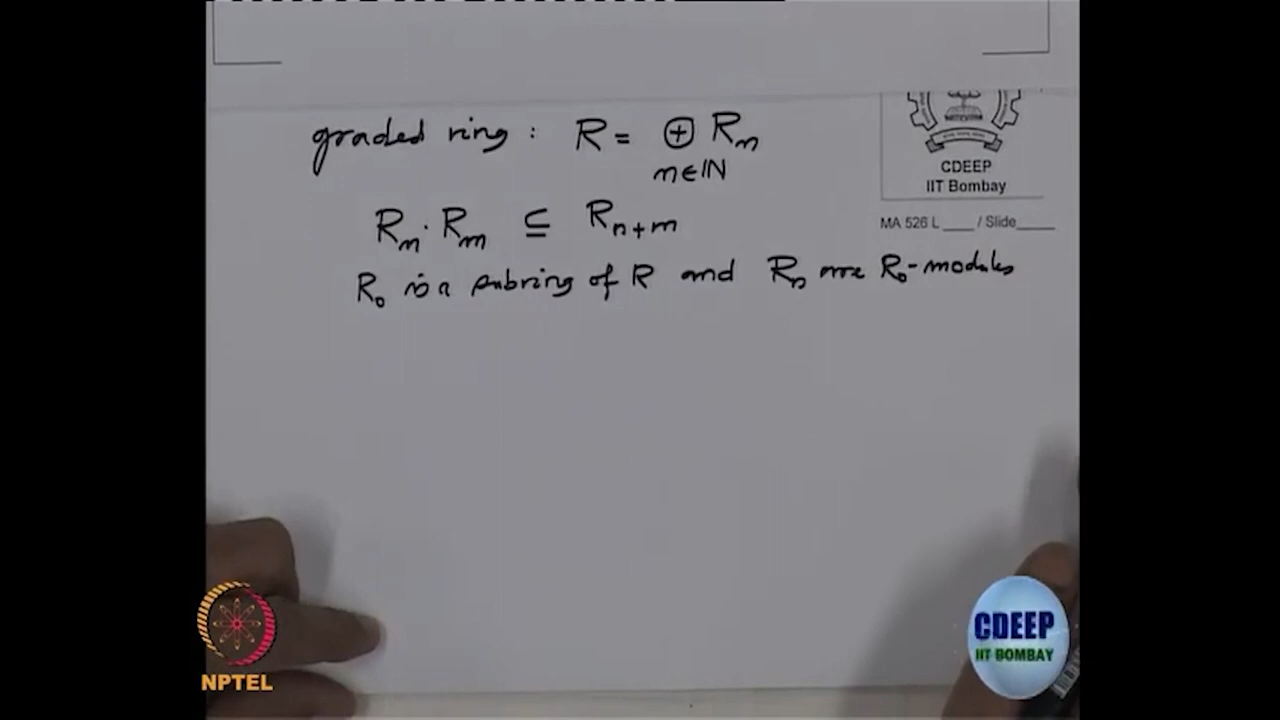 graded ring : R = ⊕ Rn
n∈ℕ
CDEEP
IIT Bombay
Rn · Rm ⊆ Rn+m
MA 526 L ____ / Slide_____
R0 is a subring of R and Rn are R0-modules
NPTEL
CDEEP
IIT BOMBAY